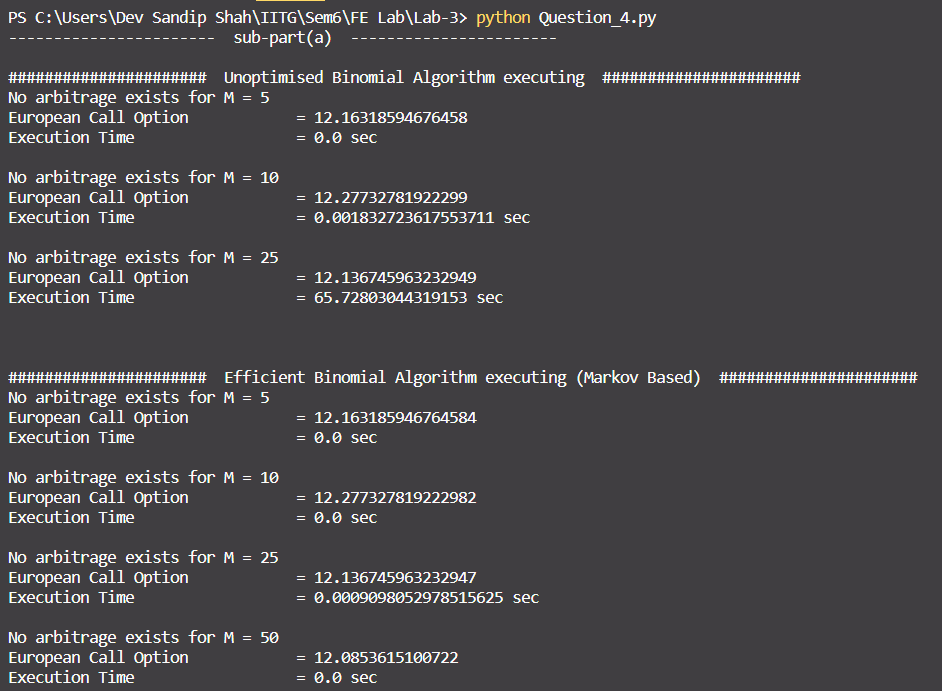 PS C:\Users\Dev Sandip Shah\IITG\Sem6\FE Lab\Lab-3> python Question_4.py
----------------------- sub-part(a) -----------------------
###################### Unoptimised Binomial Algorithm executing ######################
No arbitrage exists for M = 5
European Call Option = 12.16318594676458
Execution Time = 0.0 sec
No arbitrage exists for M = 10
European Call Option = 12.27732781922299
Execution Time = 0.001832723617553711 sec
No arbitrage exists for M = 25
European Call Option = 12.136745963232949
Execution Time = 65.72803044319153 sec
###################### Efficient Binomial Algorithm executing (Markov Based) ######################
No arbitrage exists for M = 5
European Call Option = 12.163185946764584
Execution Time = 0.0 sec
No arbitrage exists for M = 10
European Call Option = 12.277327819222982
Execution Time = 0.0 sec
No arbitrage exists for M = 25
European Call Option = 12.136745963232947
Execution Time = 0.0009098052978515625 sec
No arbitrage exists for M = 50
European Call Option = 12.0853615100722
Execution Time = 0.0 sec